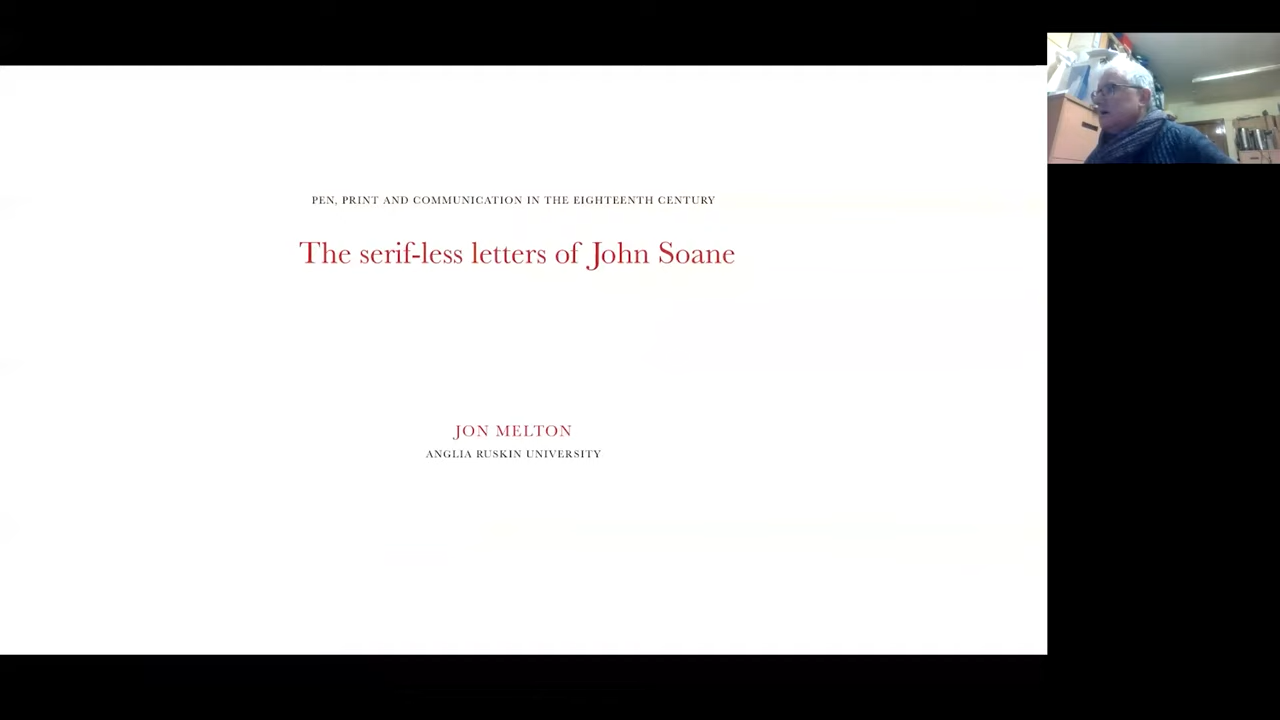 PEN, PRINT AND COMMUNICATION IN THE EIGHTEENTH CENTURY
The serif-less letters of John Soane
JON MELTON
ANGLIA RUSKIN UNIVERSITY